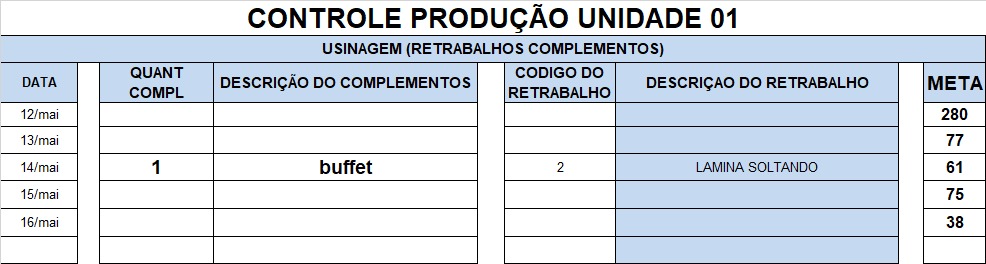 CONTROLE PRODUÇÃO UNIDADE 01
USINAGEM (RETRABALHOS COMPLEMENTOS)
DATA QUANT COMPL DESCRIÇÃO DO COMPLEMENTOS CODIGO DO RETRABALHO DESCRIÇAO DO RETRABALHO META
12/mai 280
13/mai 77
14/mai 1 buffet 2 LAMINA SOLTANDO 61
15/mai 75
16/mai 38